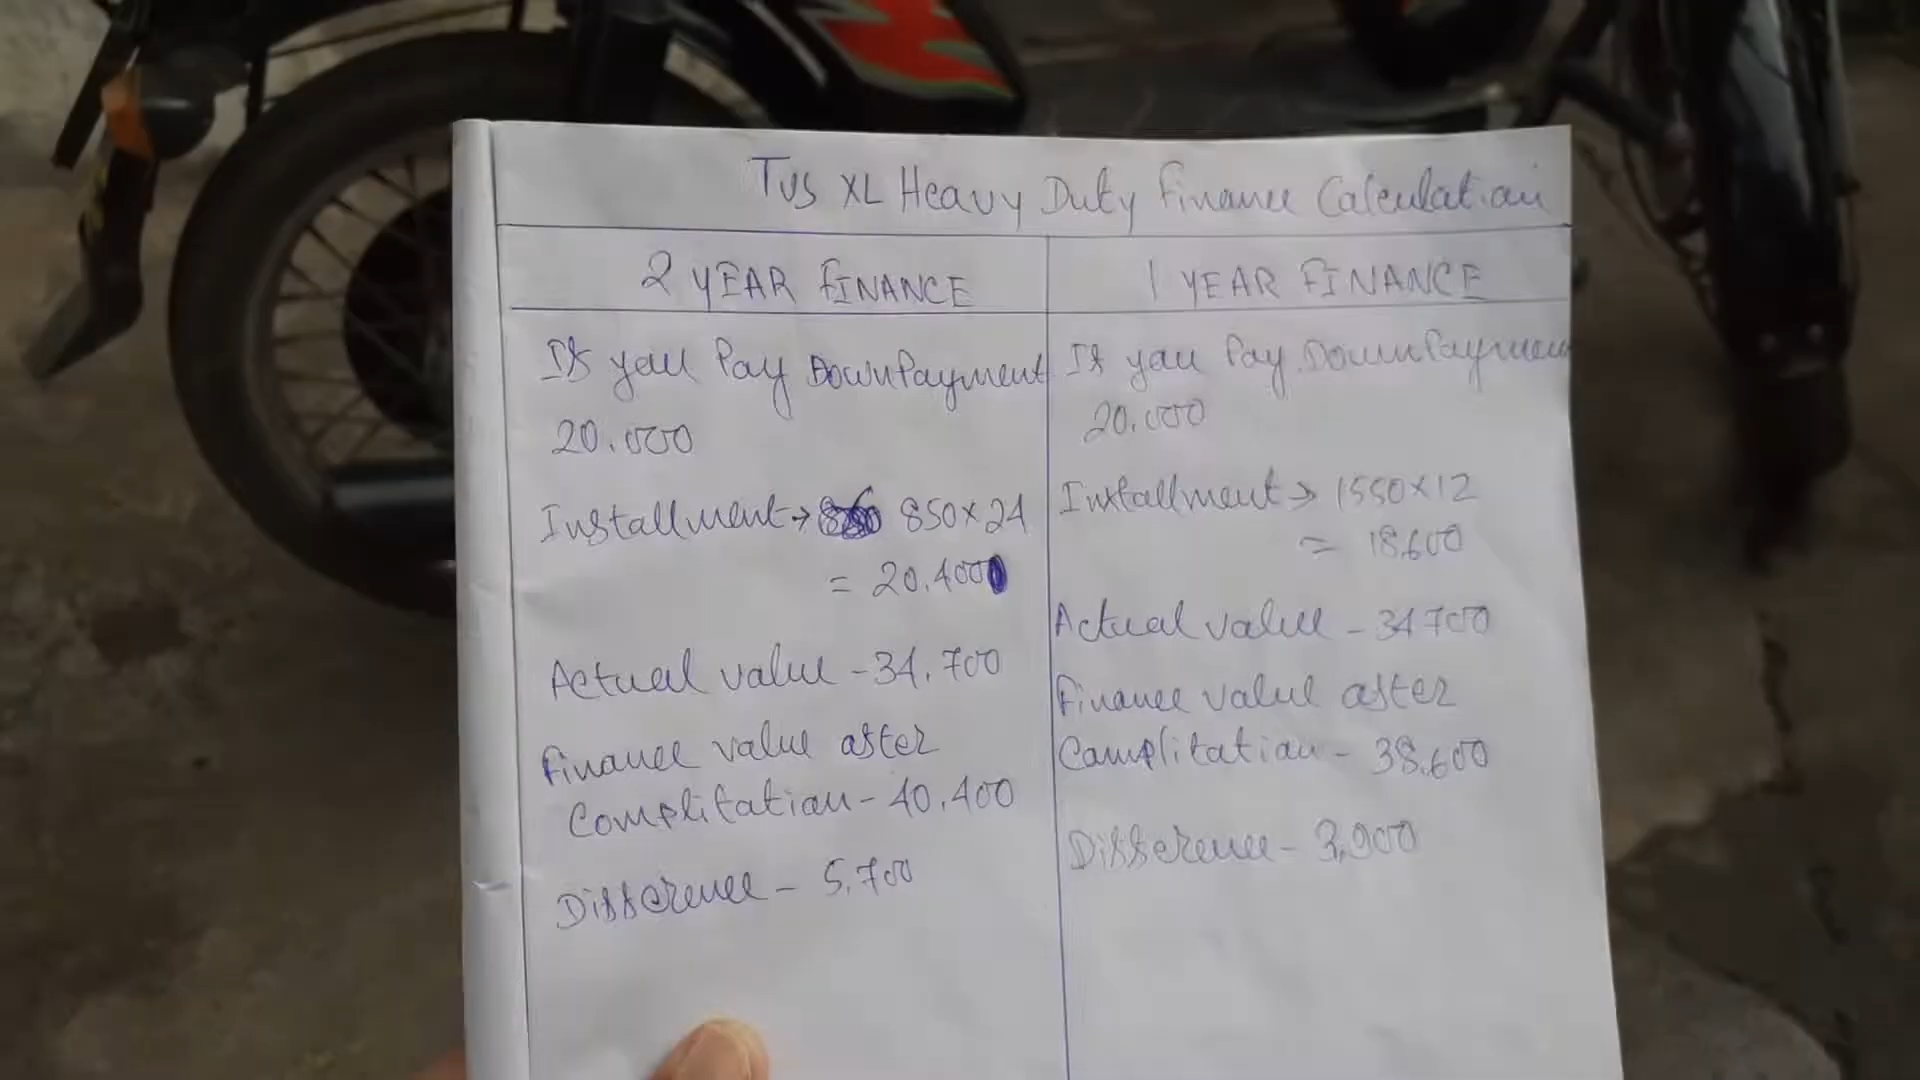 TVS XL Heavy Duty Finance Calculation
2 YEAR FINANCE
If you Pay DownPayment
20.000
Installment → 850×24
= 20.400
Actual value - 34.700
Finance value after
Complitation - 40.400
Difference - 5.700
1 YEAR FINANCE
If you Pay DownPayment
20.000
Installment → 1550×12
= 18.600
Actual value - 34700
Finance value after
Complitation - 38.600
Difference - 3,900